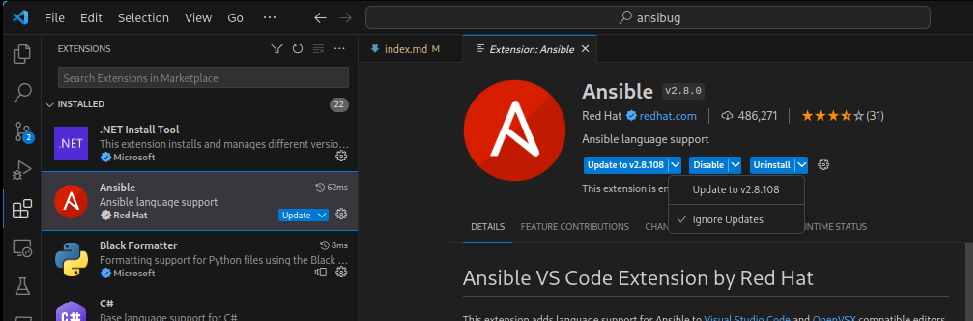 File Edit Selection View Go ··· ansibug
EXTENSIONS
Search Extensions in Marketplace
INSTALLED 22
.NET
.NET Install Tool
This extension installs and manages different versio...
Microsoft
Ansible 62ms
Ansible language support
Red Hat Update
Black Formatter 3ms
Formatting support for Python files using the Black ...
Microsoft
C#
Base language support for C#
2
index.md M
Extension: Ansible
Ansible v2.8.0
Red Hat redhat.com 486,271 (31)
Ansible language support
Update to v2.8.108 Disable Uninstall
This extension is en
Update to v2.8.108
Ignore Updates
DETAILS FEATURE CONTRIBUTIONS CHAN NTIME STATUS
Ansible VS Code Extension by Red Hat
This extension adds language support for Ansible to Visual Studio Code and OpenVSX compatible editors